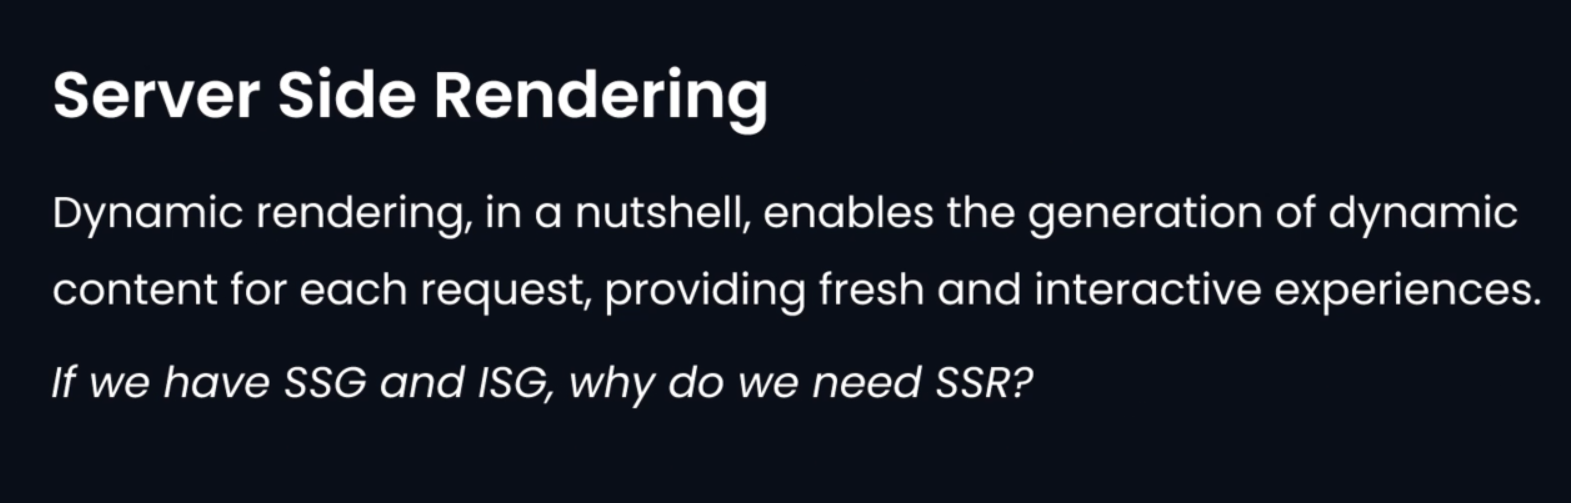 Server Side Rendering
Dynamic rendering, in a nutshell, enables the generation of dynamic
content for each request, providing fresh and interactive experiences.
If we have SSG and ISG, why do we need SSR?